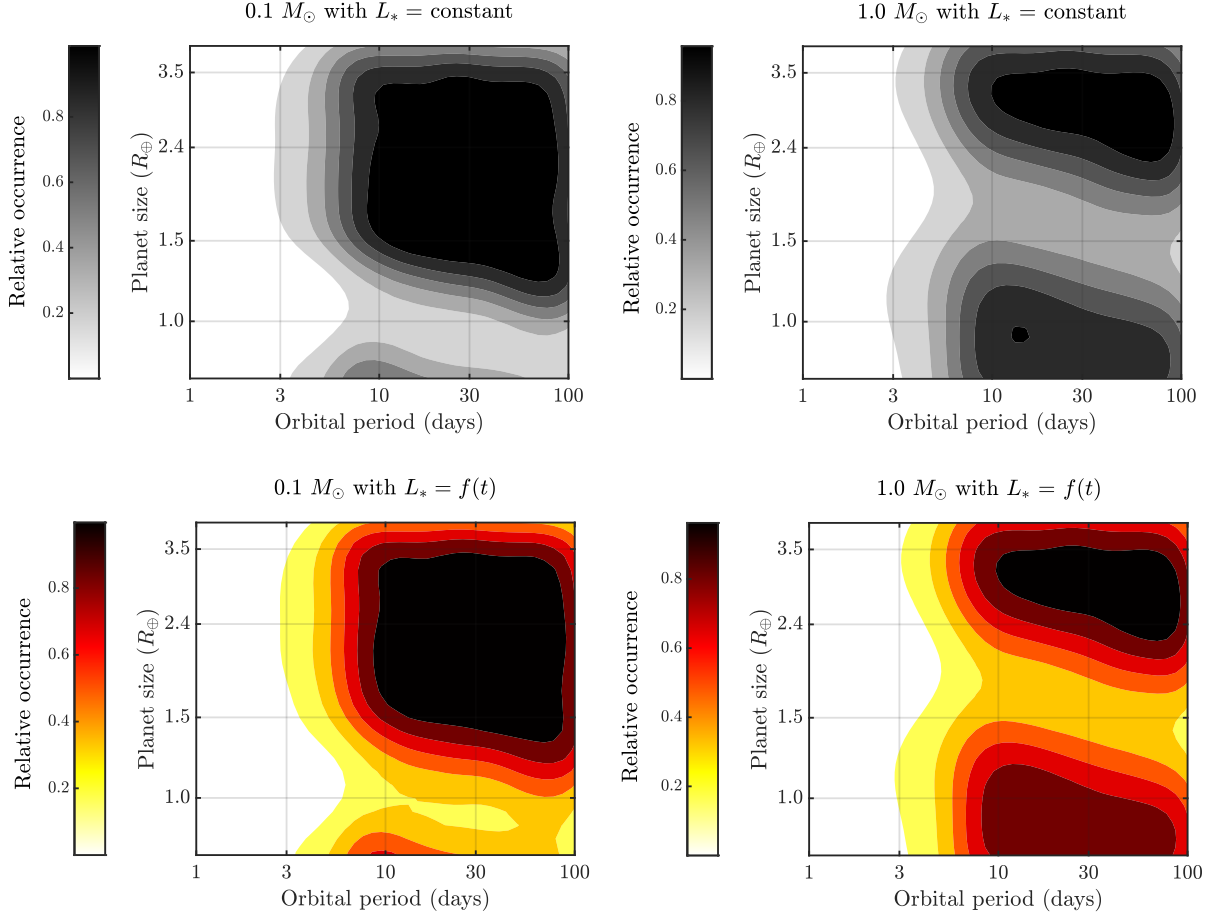 0.1 M☉ with L* = constant
0.8
0.6
0.4
0.2
Relative occurrence
3.5
2.4
1.5
1.0
Planet size (R⊕)
1 3 10 30 100
Orbital period (days)
1.0 M☉ with L* = constant
0.8
0.6
0.4
0.2
Relative occurrence
3.5
2.4
1.5
1.0
Planet size (R⊕)
1 3 10 30 100
Orbital period (days)
0.1 M☉ with L* = f(t)
0.8
0.6
0.4
0.2
Relative occurrence
3.5
2.4
1.5
1.0
Planet size (R⊕)
1 3 10 30 100
Orbital period (days)
1.0 M☉ with L* = f(t)
0.8
0.6
0.4
0.2
Relative occurrence
3.5
2.4
1.5
1.0
Planet size (R⊕)
1 3 10 30 100
Orbital period (days)